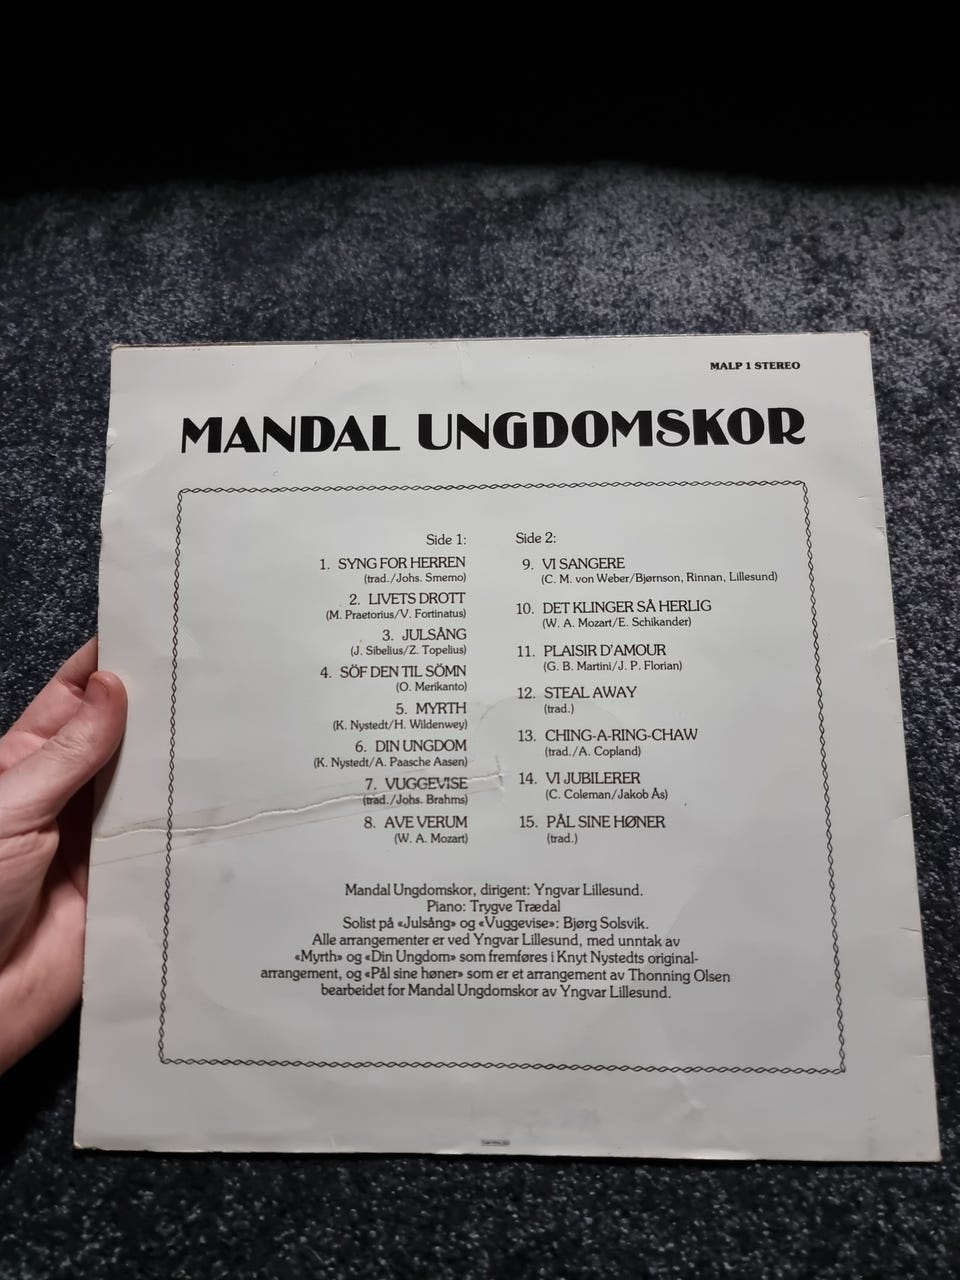 MALP 1 STEREO
MANDAL UNGDOMSKOR
Side 1:
1. SYNG FOR HERREN
(trad./Johs. Smemo)
2. LIVETS DROTT
(M. Praetorius/V. Fortinatus)
3. JULSÅNG
(J. Sibelius/Z. Topelius)
4. SÖF DEN TIL SÖMN
(O. Merikanto)
5. MYRTH
(K. Nystedt/H. Wildenwey)
6. DIN UNGDOM
(K. Nystedt/A. Paasche Aasen)
7. VUGGEVISE
(trad./Johs. Brahms)
8. AVE VERUM
(W. A. Mozart)
Side 2:
9. VI SANGERE
(C. M. von Weber/Bjørnson, Rinnan, Lillesund)
10. DET KLINGER SÅ HERLIG
(W. A. Mozart/E. Schikander)
11. PLAISIR D'AMOUR
(G. B. Martini/J. P. Florian)
12. STEAL AWAY
(trad.)
13. CHING-A-RING-CHAW
(trad./A. Copland)
14. VI JUBILERER
(C. Coleman/Jakob Ås)
15. PÅL SINE HØNER
(trad.)
Mandal Ungdomskor, dirigent: Yngvar Lillesund.
Piano: Trygve Trædal
Solist på «Julsång» og «Vuggevise»: Bjørg Solsvik.
Alle arrangementer er ved Yngvar Lillesund, med unntak av
«Myrth» og «Din Ungdom» som fremføres i Knyt Nystedts original-
arrangement, og «Pål sine høner» som er et arrangement av Thonning Olsen
bearbeidet for Mandal Ungdomskor av Yngvar Lillesund.